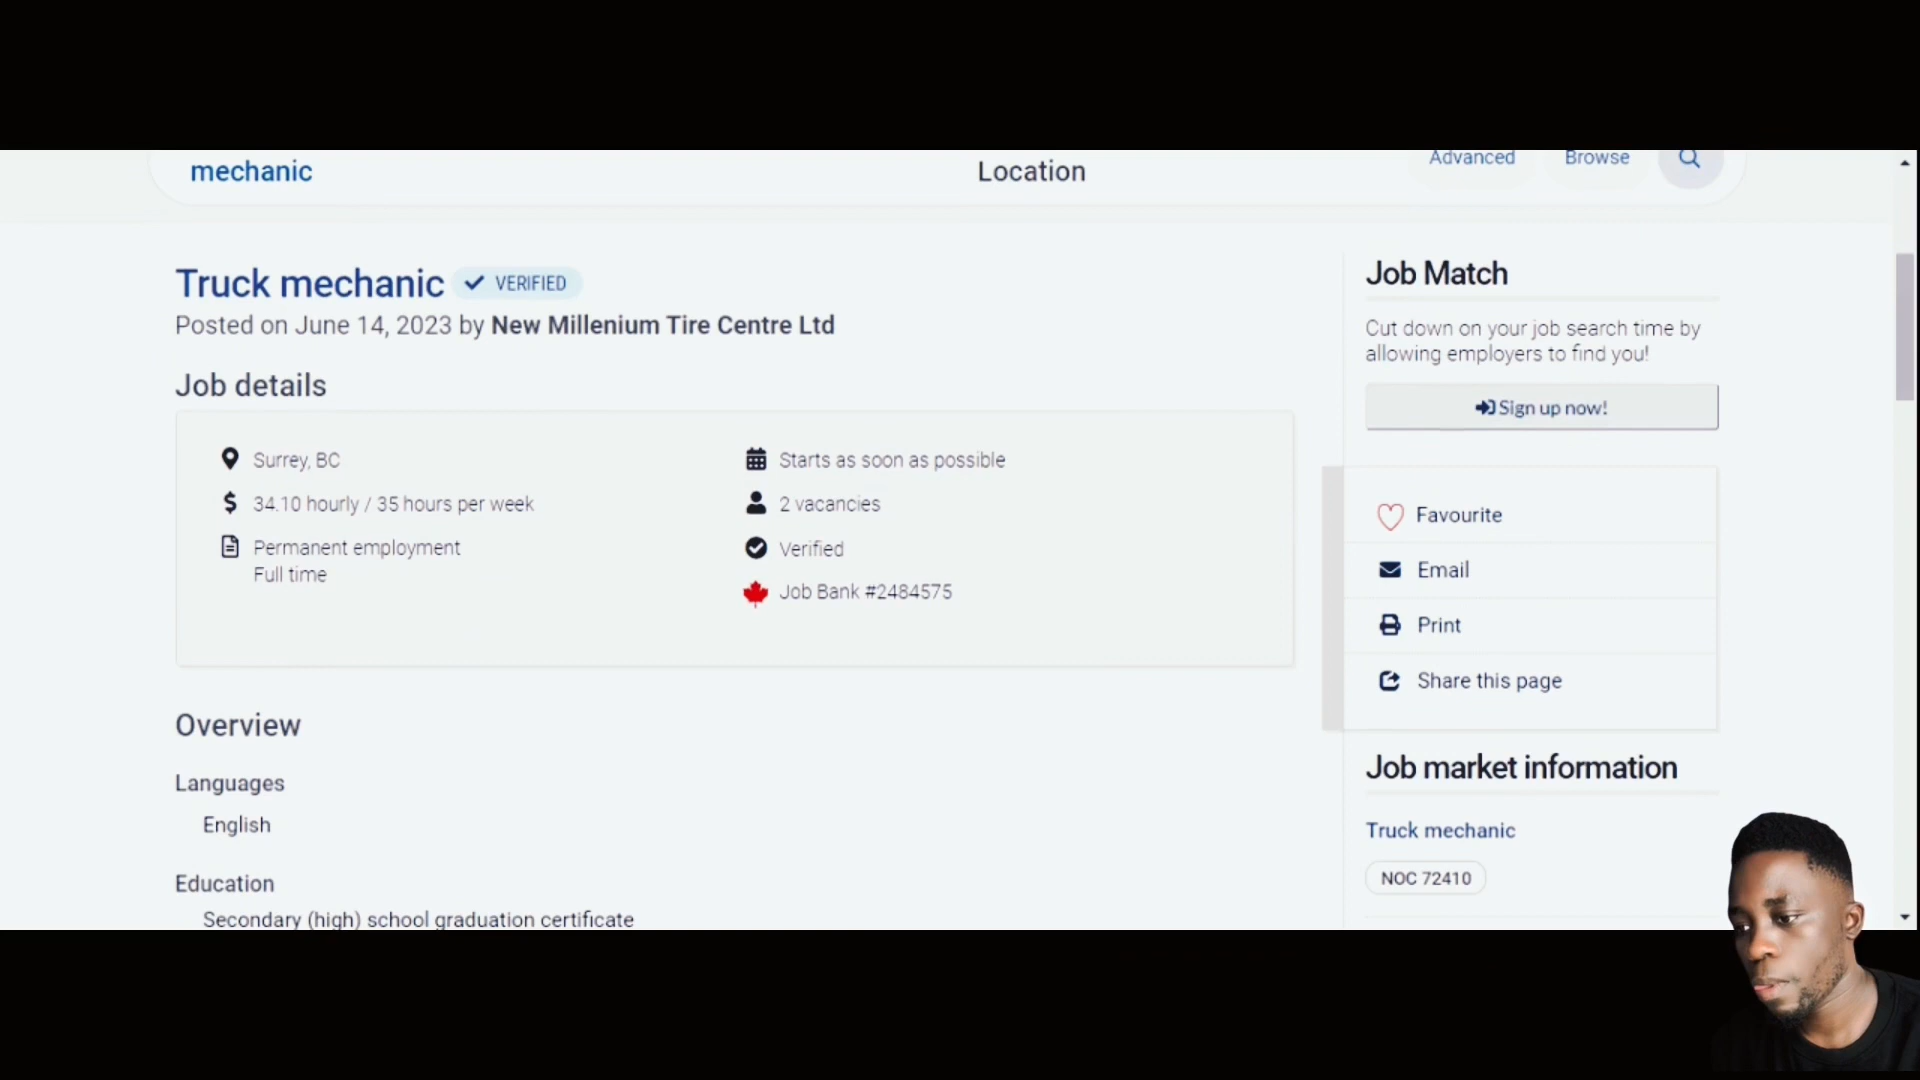 mechanic
Location
Advanced
Browse
Truck mechanic VERIFIED
Posted on June 14, 2023 by New Millenium Tire Centre Ltd
Job details
Surrey, BC
34.10 hourly / 35 hours per week
Permanent employment
Full time
Starts as soon as possible
2 vacancies
Verified
Job Bank #2484575
Overview
Languages
English
Education
Secondary (high) school graduation certificate
Job Match
Cut down on your job search time by
allowing employers to find you!
Sign up now!
Favourite
Email
Print
Share this page
Job market information
Truck mechanic
NOC 72410